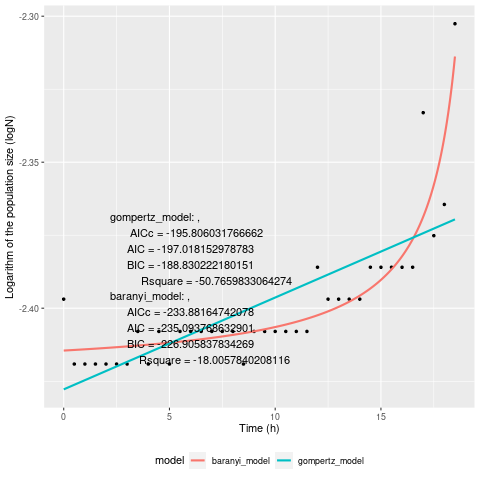 -2.30
-2.35
-2.40
Logarithm of the population size (logN)
gompertz_model: ,
AICc = -195.806031766662
AIC = -197.018152978783
BIC = -188.830222180151
Rsquare = -50.7659833064274
baranyi_model: ,
AICc = -233.88164742078
AIC = -235.093768632901
BIC = -226.905837834269
Rsquare = -18.0057840208116
0 5 10 15
Time (h)
model baranyi_model gompertz_model